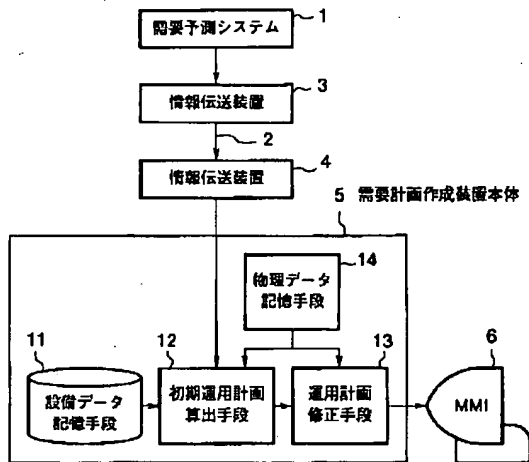 需要予測システム
1
情報伝送装置
3
2
情報伝送装置
4
5 需要計画作成装置本体
物理データ
記憶手段
14
11
設備データ
記憶手段
12
初期運用計画
算出手段
13
運用計画
修正手段
6
MMI